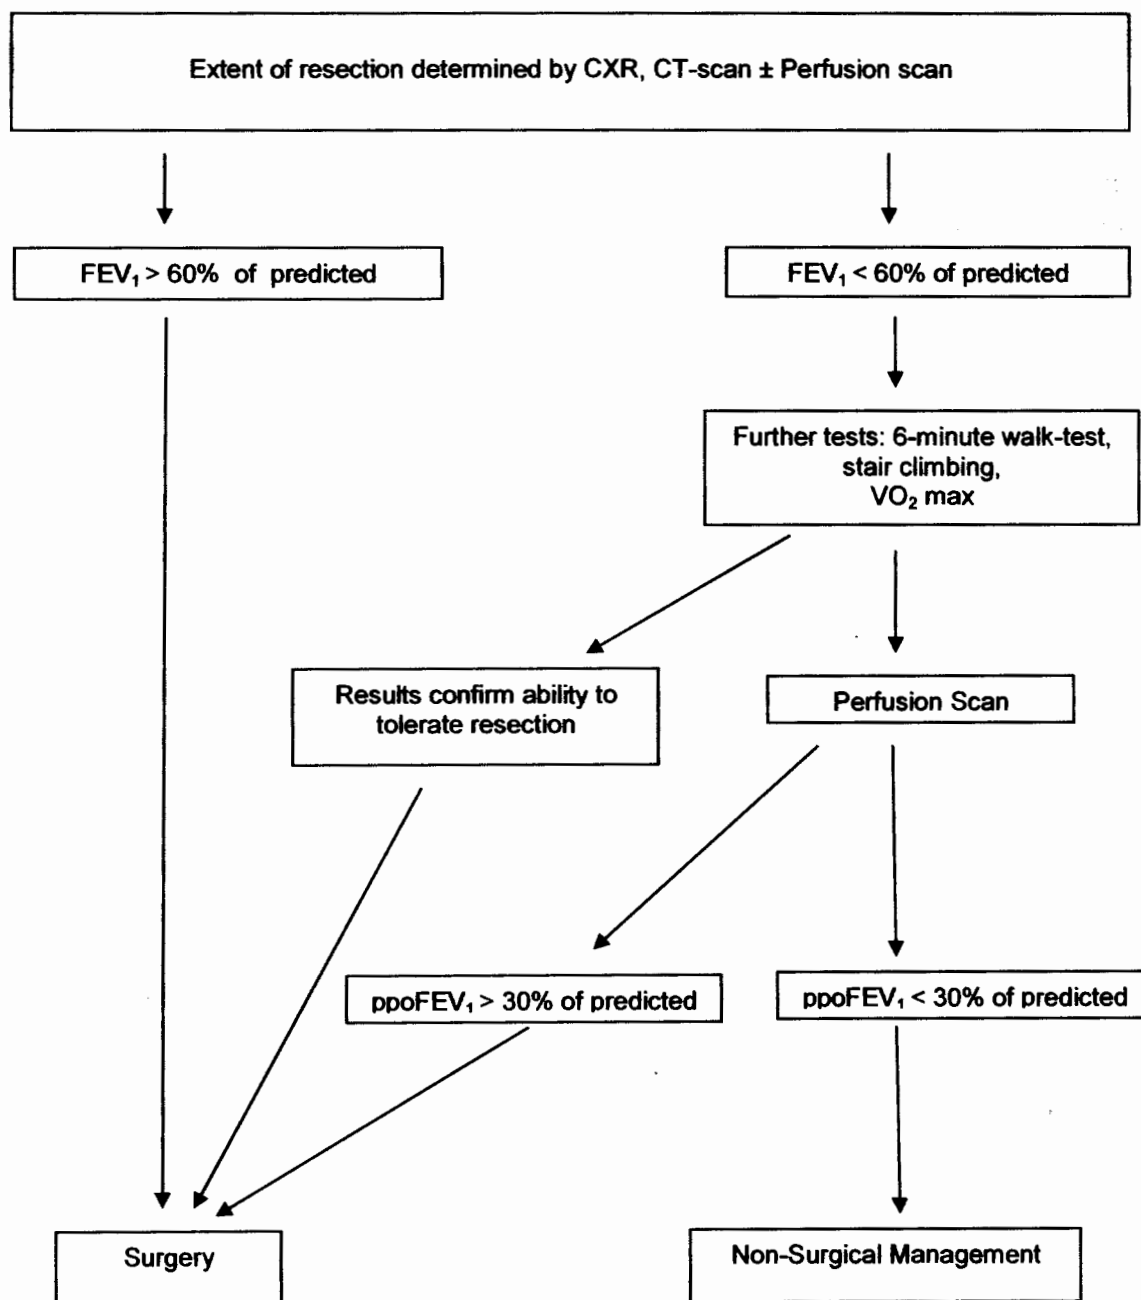 Extent of resection determined by CXR, CT-scan ± Perfusion scan
FEV₁ > 60% of predicted
FEV₁ < 60% of predicted
Further tests: 6-minute walk-test,
stair climbing,
VO₂ max
Results confirm ability to
tolerate resection
Perfusion Scan
ppoFEV₁ > 30% of predicted
ppoFEV₁ < 30% of predicted
Surgery
Non-Surgical Management